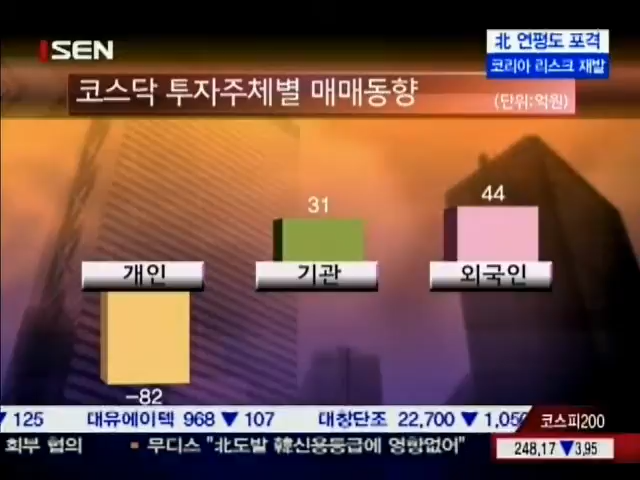 SEN
北 연평도 포격
코리아 리스크 재발
코스닥 투자주체별 매매동향
(단위:억원)
31
44
개인
기관
외국인
-82
▼ 125 대유에이텍 968 ▼ 107 대창단조 22,700 ▼ 1,05
코스피200
회부 협의 ▪ 무디스 "北도발 韓신용등급에 영향없어"
248.17 ▼3.95